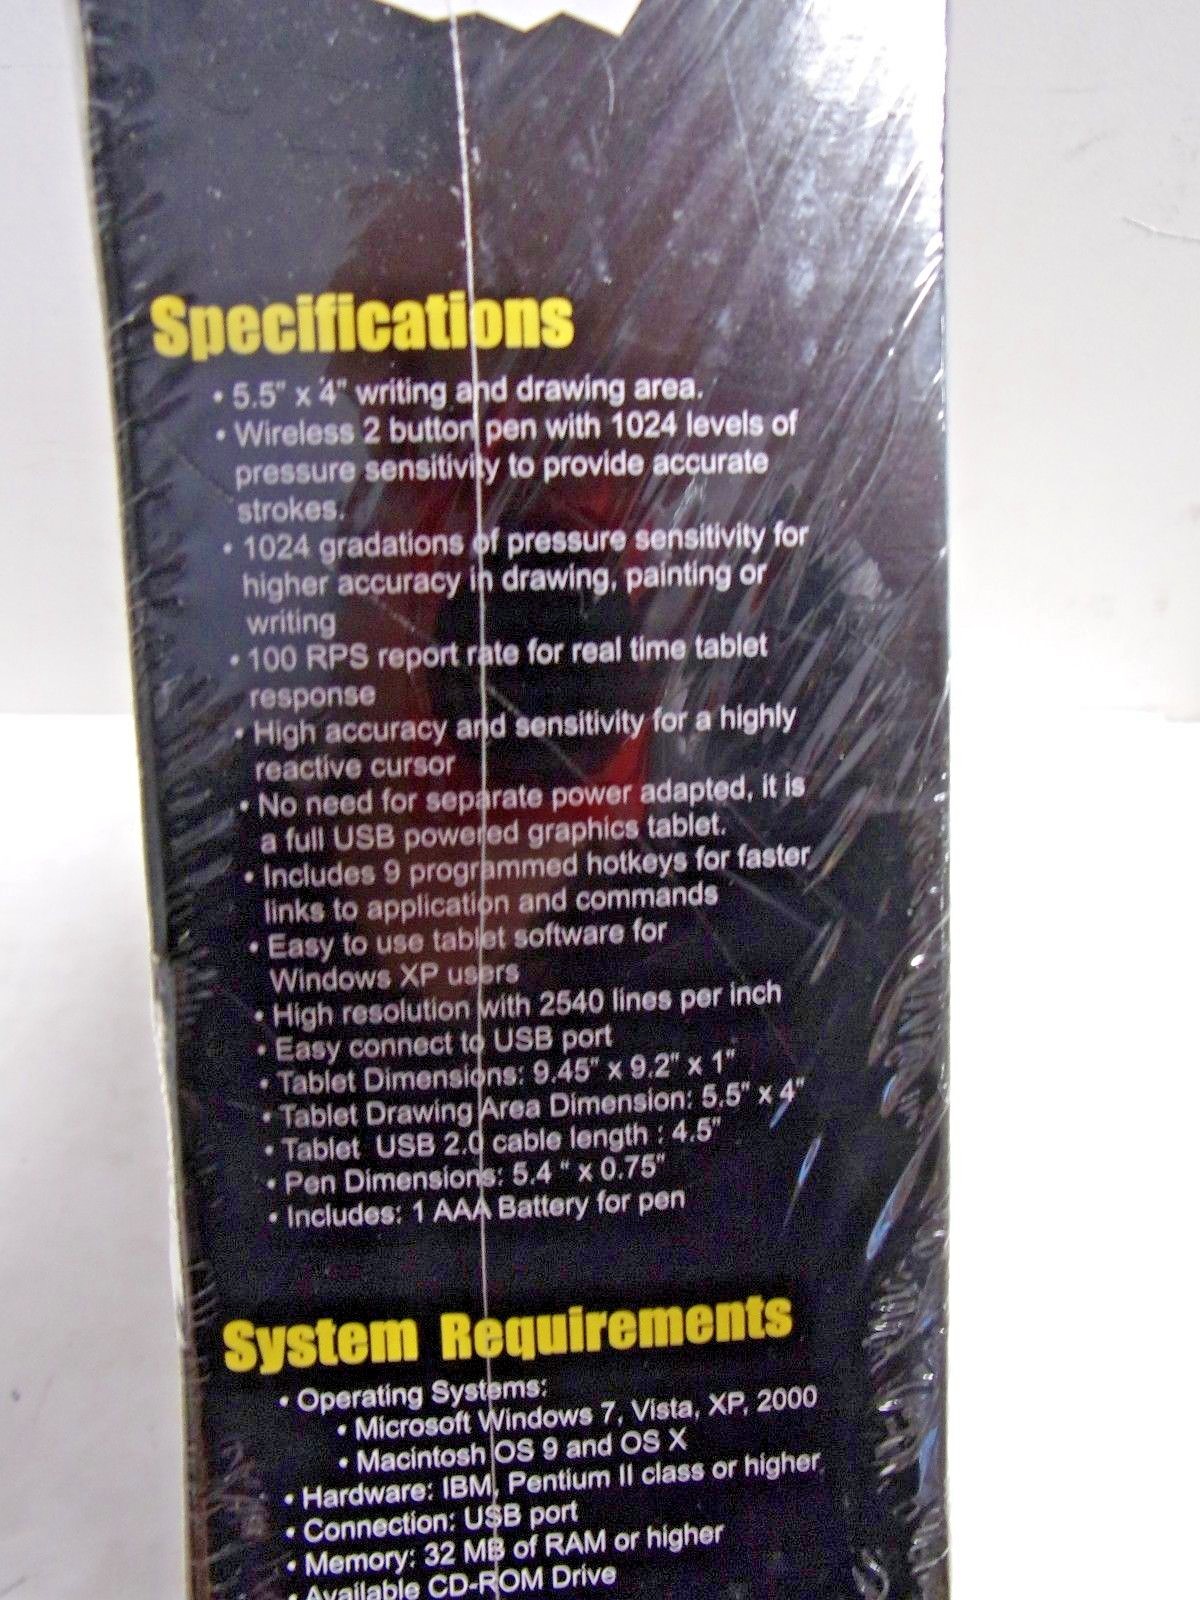 Specifications
• 5.5" x 4" writing and drawing area.
• Wireless 2 button pen with 1024 levels of
pressure sensitivity to provide accurate
strokes.
• 1024 gradations of pressure sensitivity for
higher accuracy in drawing, painting or
writing
• 100 RPS report rate for real time tablet
response
• High accuracy and sensitivity for a highly
reactive cursor
• No need for separate power adapted, it is
a full USB powered graphics tablet.
• Includes 9 programmed hotkeys for faster
links to application and commands
• Easy to use tablet software for
Windows XP users
• High resolution with 2540 lines per inch
• Easy connect to USB port
• Tablet Dimensions: 9.45" x 9.2" x 1"
• Tablet Drawing Area Dimension: 5.5" x 4"
• Tablet USB 2.0 cable length : 4.5"
• Pen Dimensions: 5.4 " x 0.75"
• Includes: 1 AAA Battery for pen
System Requirements
• Operating Systems:
• Microsoft Windows 7, Vista, XP, 2000
• Macintosh OS 9 and OS X
• Hardware: IBM, Pentium II class or higher
• Connection: USB port
• Memory: 32 MB of RAM or higher
• Available CD-ROM Drive